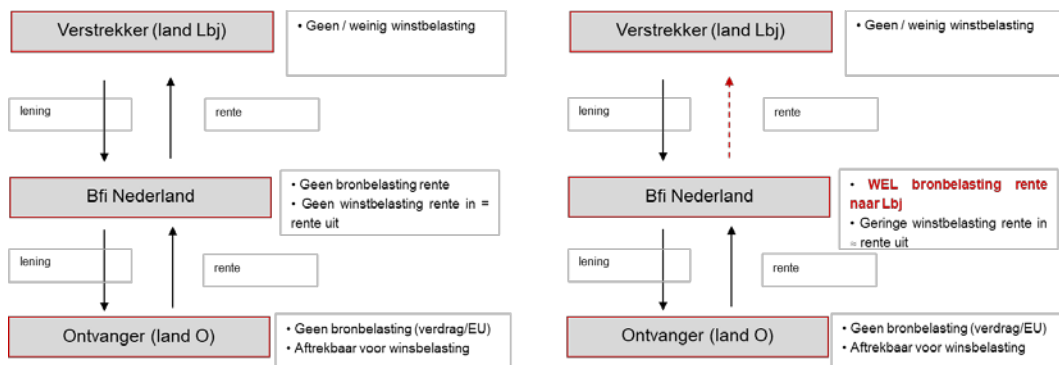 Verstrekker (land Lbj)
• Geen / weinig winstbelasting
lening
rente
Bfi Nederland
• Geen bronbelasting rente
• Geen winstbelasting rente in =
rente uit
lening
rente
Ontvanger (land O)
• Geen bronbelasting (verdrag/EU)
• Aftrekbaar voor winsbelasting
Verstrekker (land Lbj)
• Geen / weinig winstbelasting
lening
rente
Bfi Nederland
• WEL bronbelasting rente
naar Lbj
• Geringe winstbelasting rente in
≈ rente uit
lening
rente
Ontvanger (land O)
• Geen bronbelasting (verdrag/EU)
• Aftrekbaar voor winsbelasting